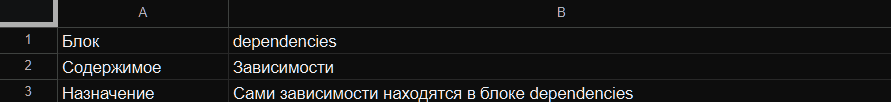 A B
1 Блок dependencies
2 Содержимое Зависимости
3 Назначение Сами зависимости находятся в блоке dependencies